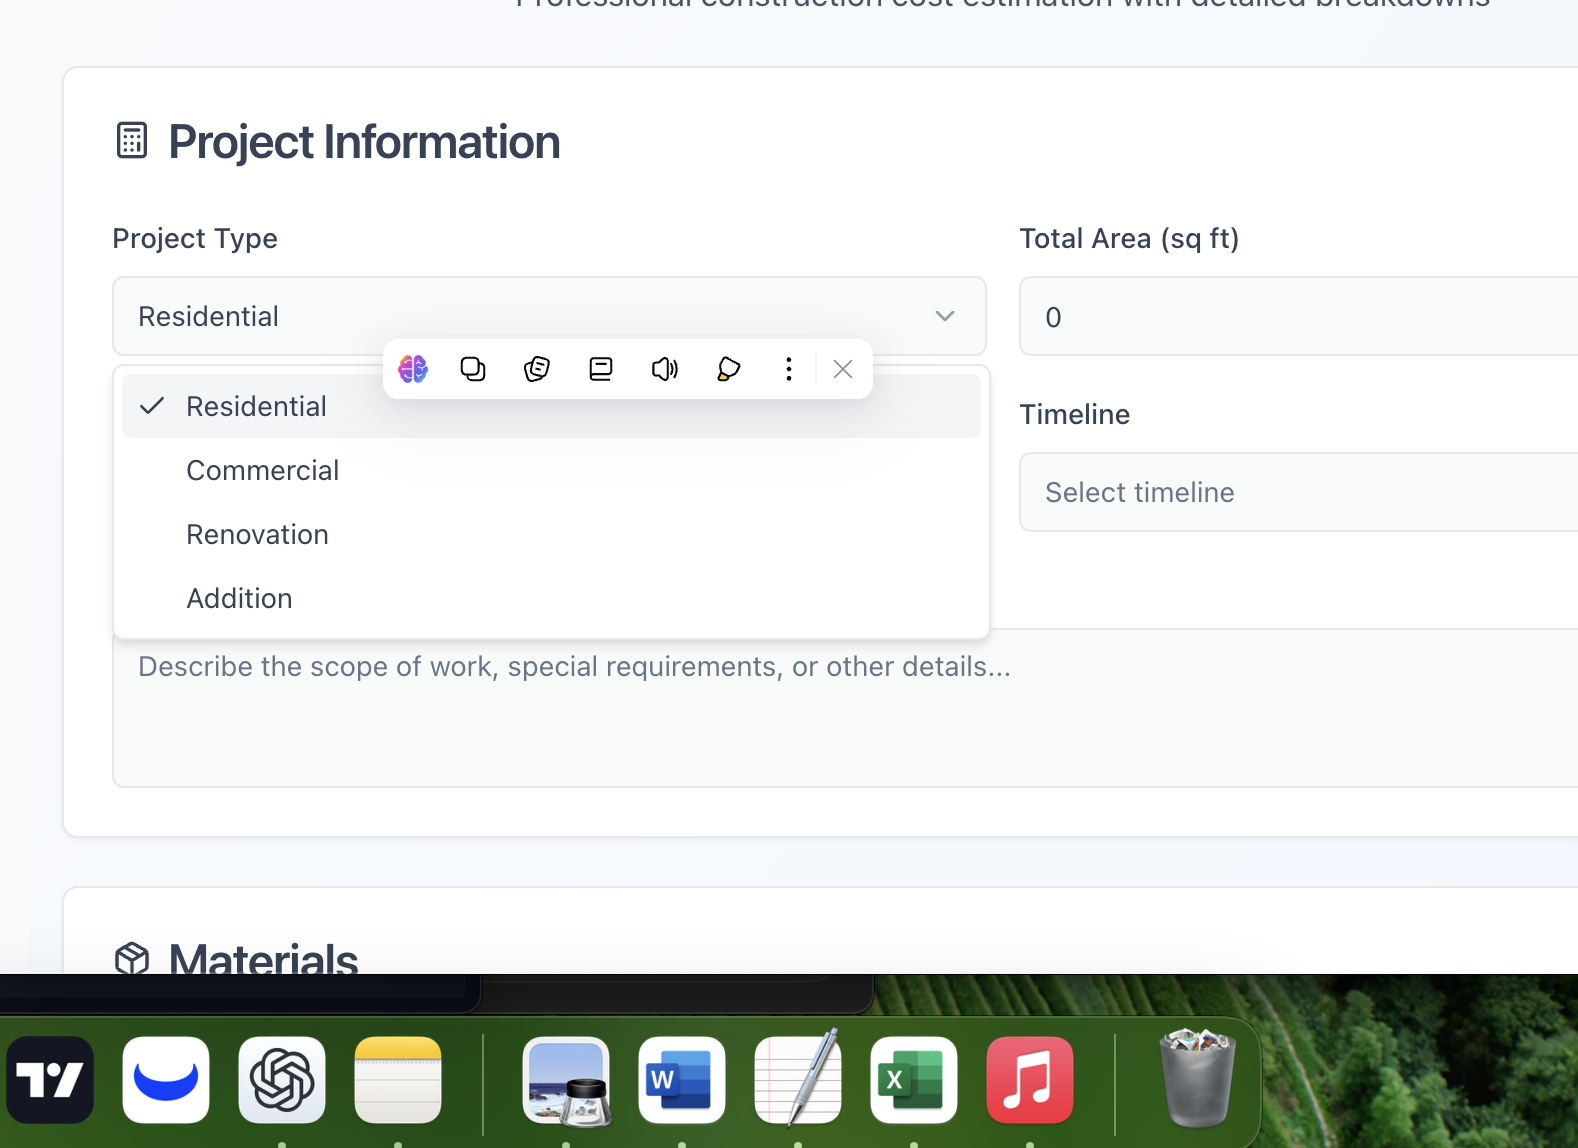 Professional construction cost estimation with detailed breakdowns
Project Information
Project Type
Total Area (sq ft)
Residential
0
Residential
Commercial
Renovation
Addition
Timeline
Select timeline
Describe the scope of work, special requirements, or other details...
Materials
W
X